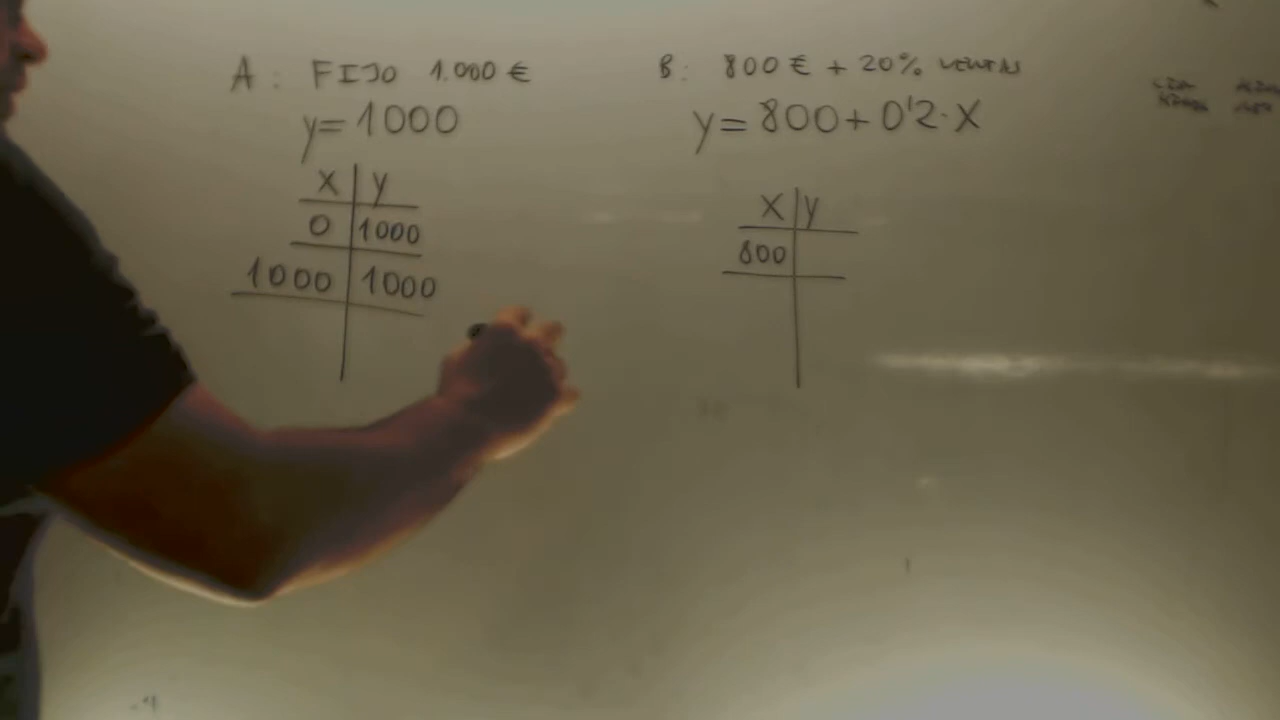 A: FIJO 1.000 €
y=1000
x y
0 1000
1000 1000
B: 800 € + 20% VENTAS
y=800+0'2·X
X y
800